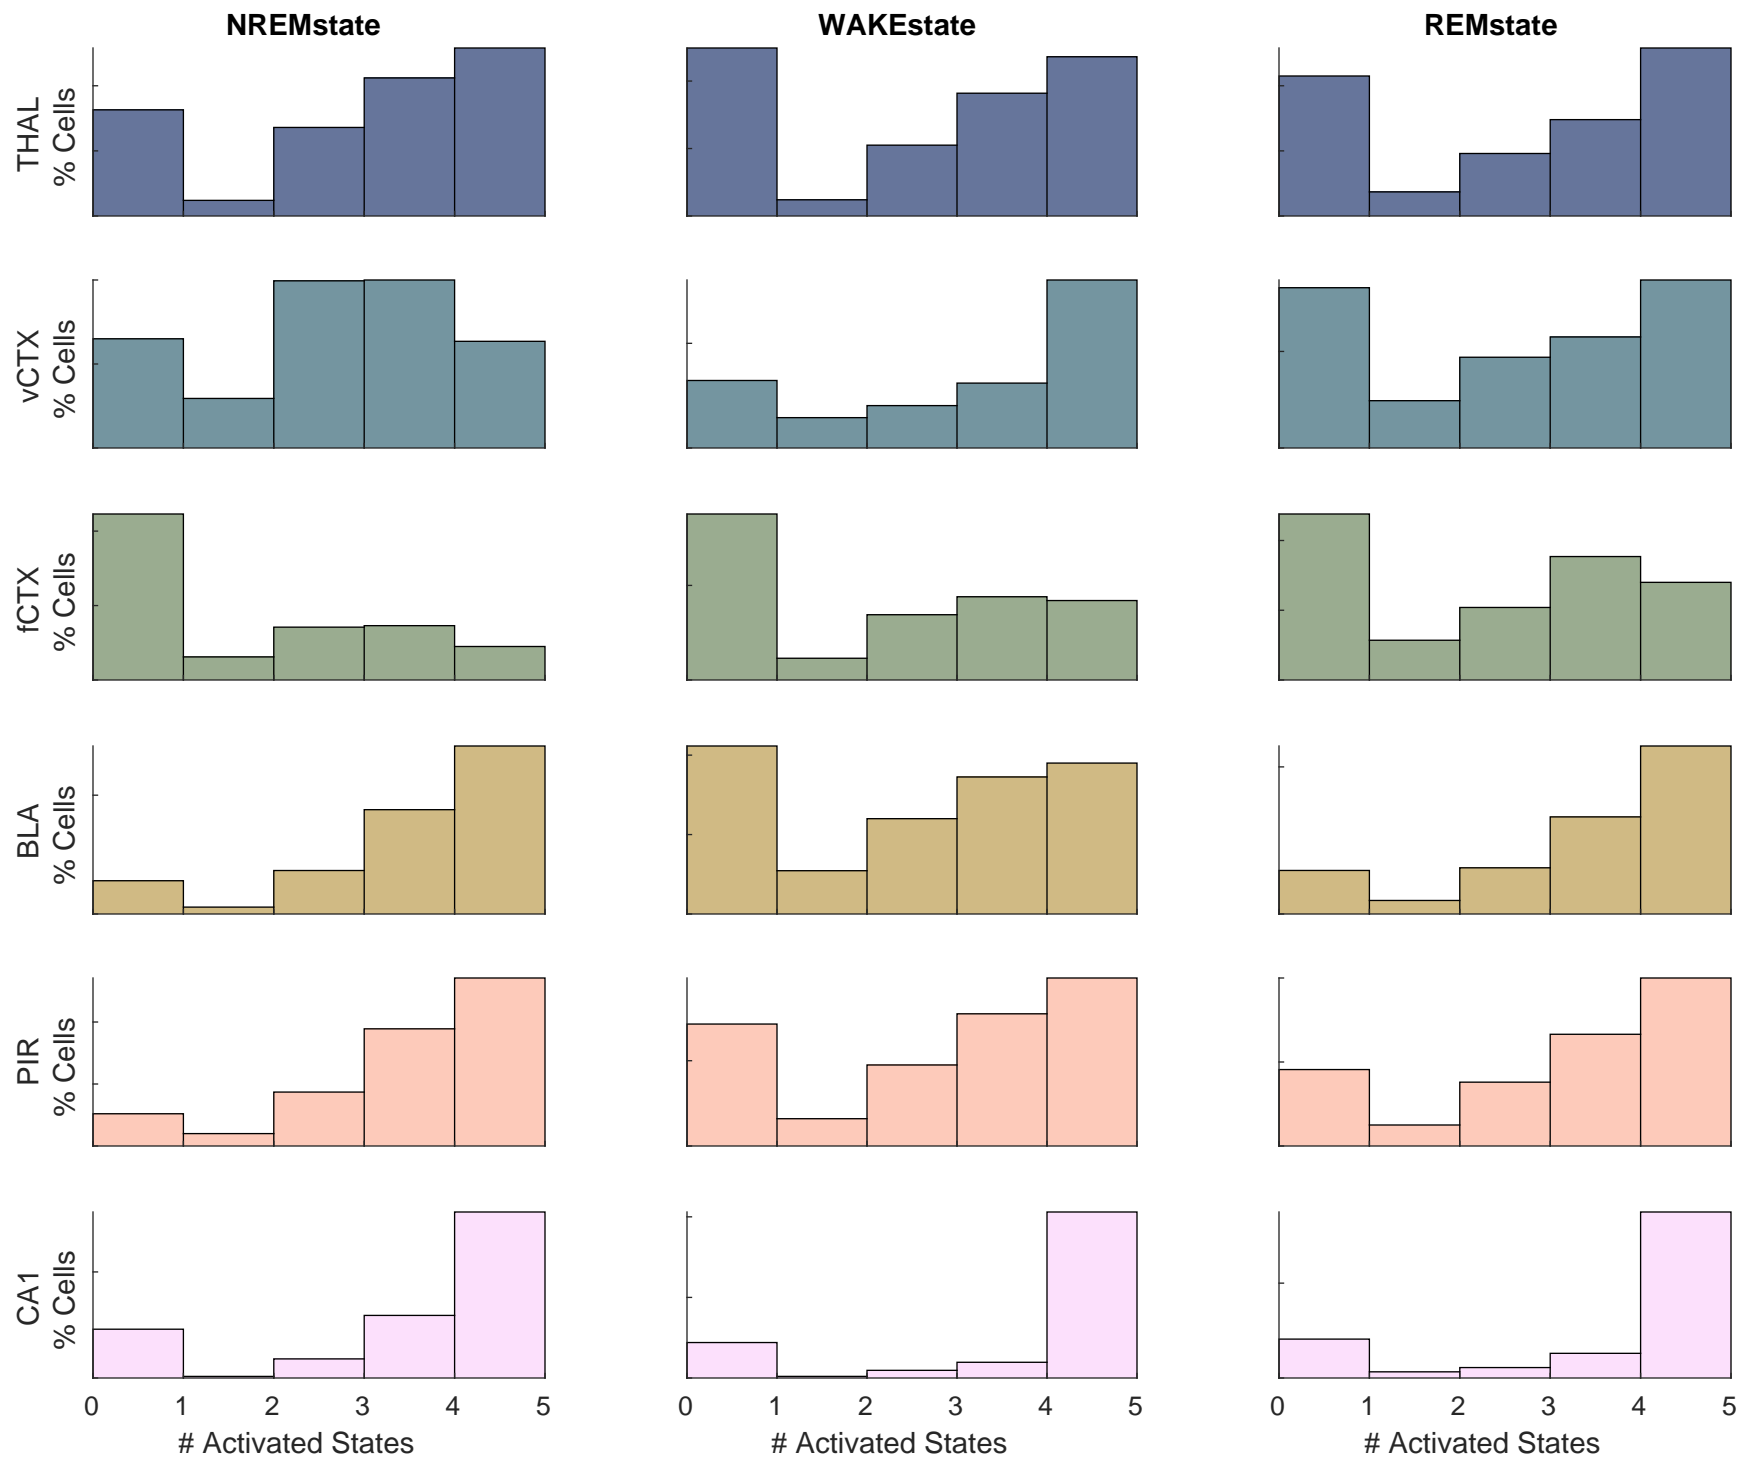 NREMstate WAKEstate REMstate
THAL
% Cells
vCTX
% Cells
fCTX
% Cells
BLA
% Cells
PIR
% Cells
CA1
% Cells
0 1 2 3 4 5 0 1 2 3 4 5 0 1 2 3 4 5
# Activated States # Activated States # Activated States